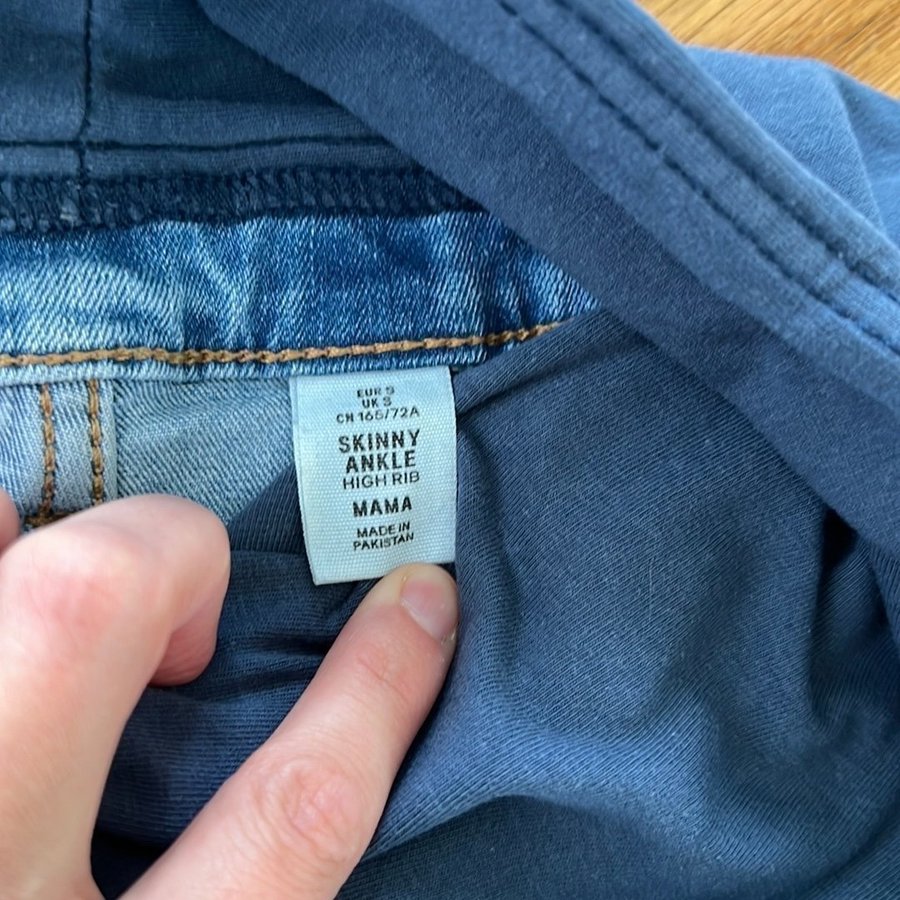 EUR S
UK S
CN 165/72A
SKINNY
ANKLE
HIGH RIB
MAMA
MADE IN
PAKISTAN